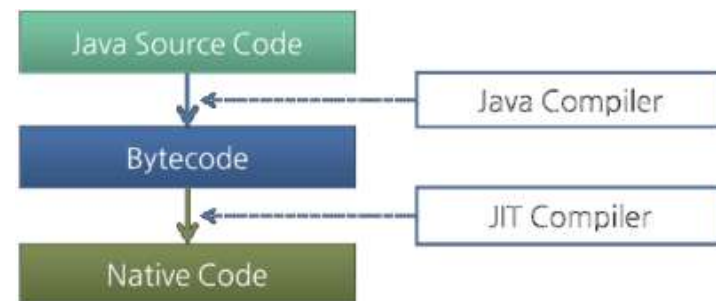 Java Source Code
Java Compiler
Bytecode
JIT Compiler
Native Code